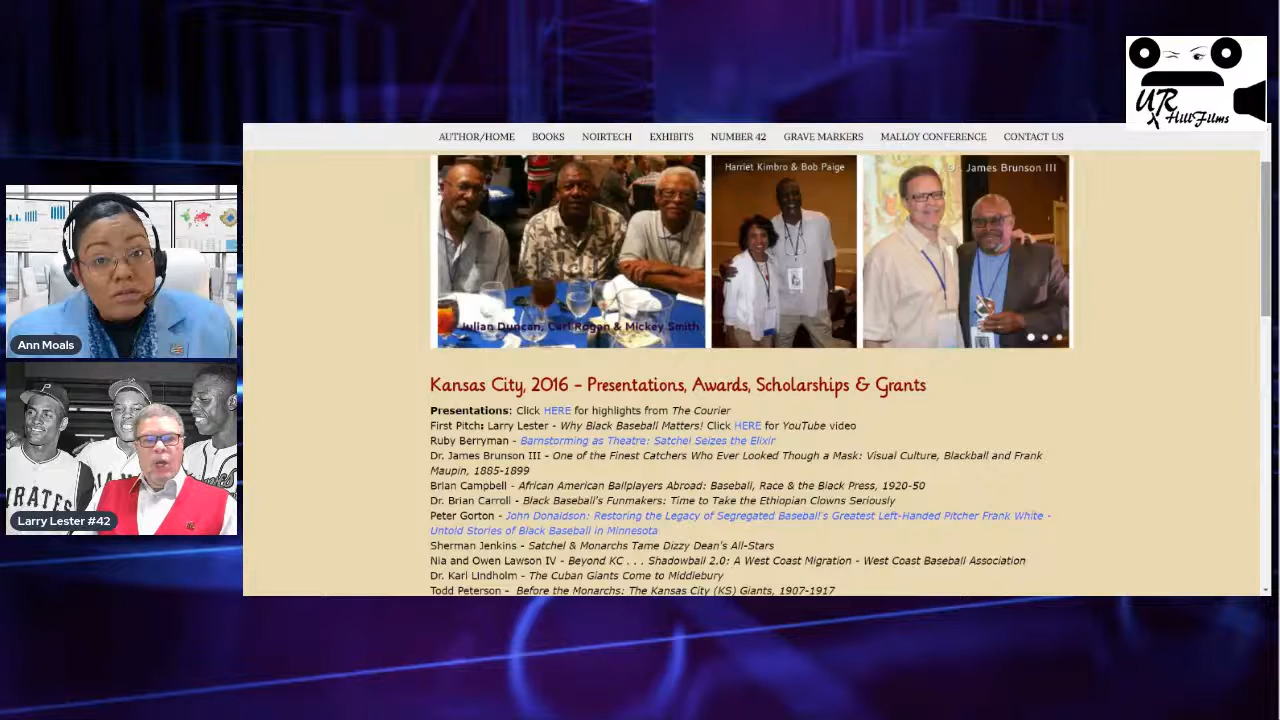 UR
HillFilms
AUTHOR/HOME BOOKS NOIRTECH EXHIBITS NUMBER 42 GRAVE MARKERS MALLOY CONFERENCE CONTACT US
Julian Duncan, Carl Rogan & Mickey Smith
Harriet Kimbro & Bob Paige
James Brunson III
Kansas City, 2016 - Presentations, Awards, Scholarships & Grants
Presentations: Click HERE for highlights from The Courier
First Pitch: Larry Lester - Why Black Baseball Matters! Click HERE for YouTube video
Ruby Berryman - Barnstorming as Theatre: Satchel Seizes the Elixir
Dr. James Brunson III - One of the Finest Catchers Who Ever Looked Though a Mask: Visual Culture, Blackball and Frank
Maupin, 1885-1899
Brian Campbell - African American Ballplayers Abroad: Baseball, Race & the Black Press, 1920-50
Dr. Brian Carroll - Black Baseball's Funmakers: Time to Take the Ethiopian Clowns Seriously
Peter Gorton - John Donaldson: Restoring the Legacy of Segregated Baseball's Greatest Left-Handed Pitcher Frank White -
Untold Stories of Black Baseball in Minnesota
Sherman Jenkins - Satchel & Monarchs Tame Dizzy Dean's All-Stars
Nia and Owen Lawson IV - Beyond KC . . . Shadowball 2.0: A West Coast Migration - West Coast Baseball Association
Dr. Karl Lindholm - The Cuban Giants Come to Middlebury
Todd Peterson - Before the Monarchs: The Kansas City (KS) Giants, 1907-1917
Ann Moals
PIRATES
Larry Lester #42